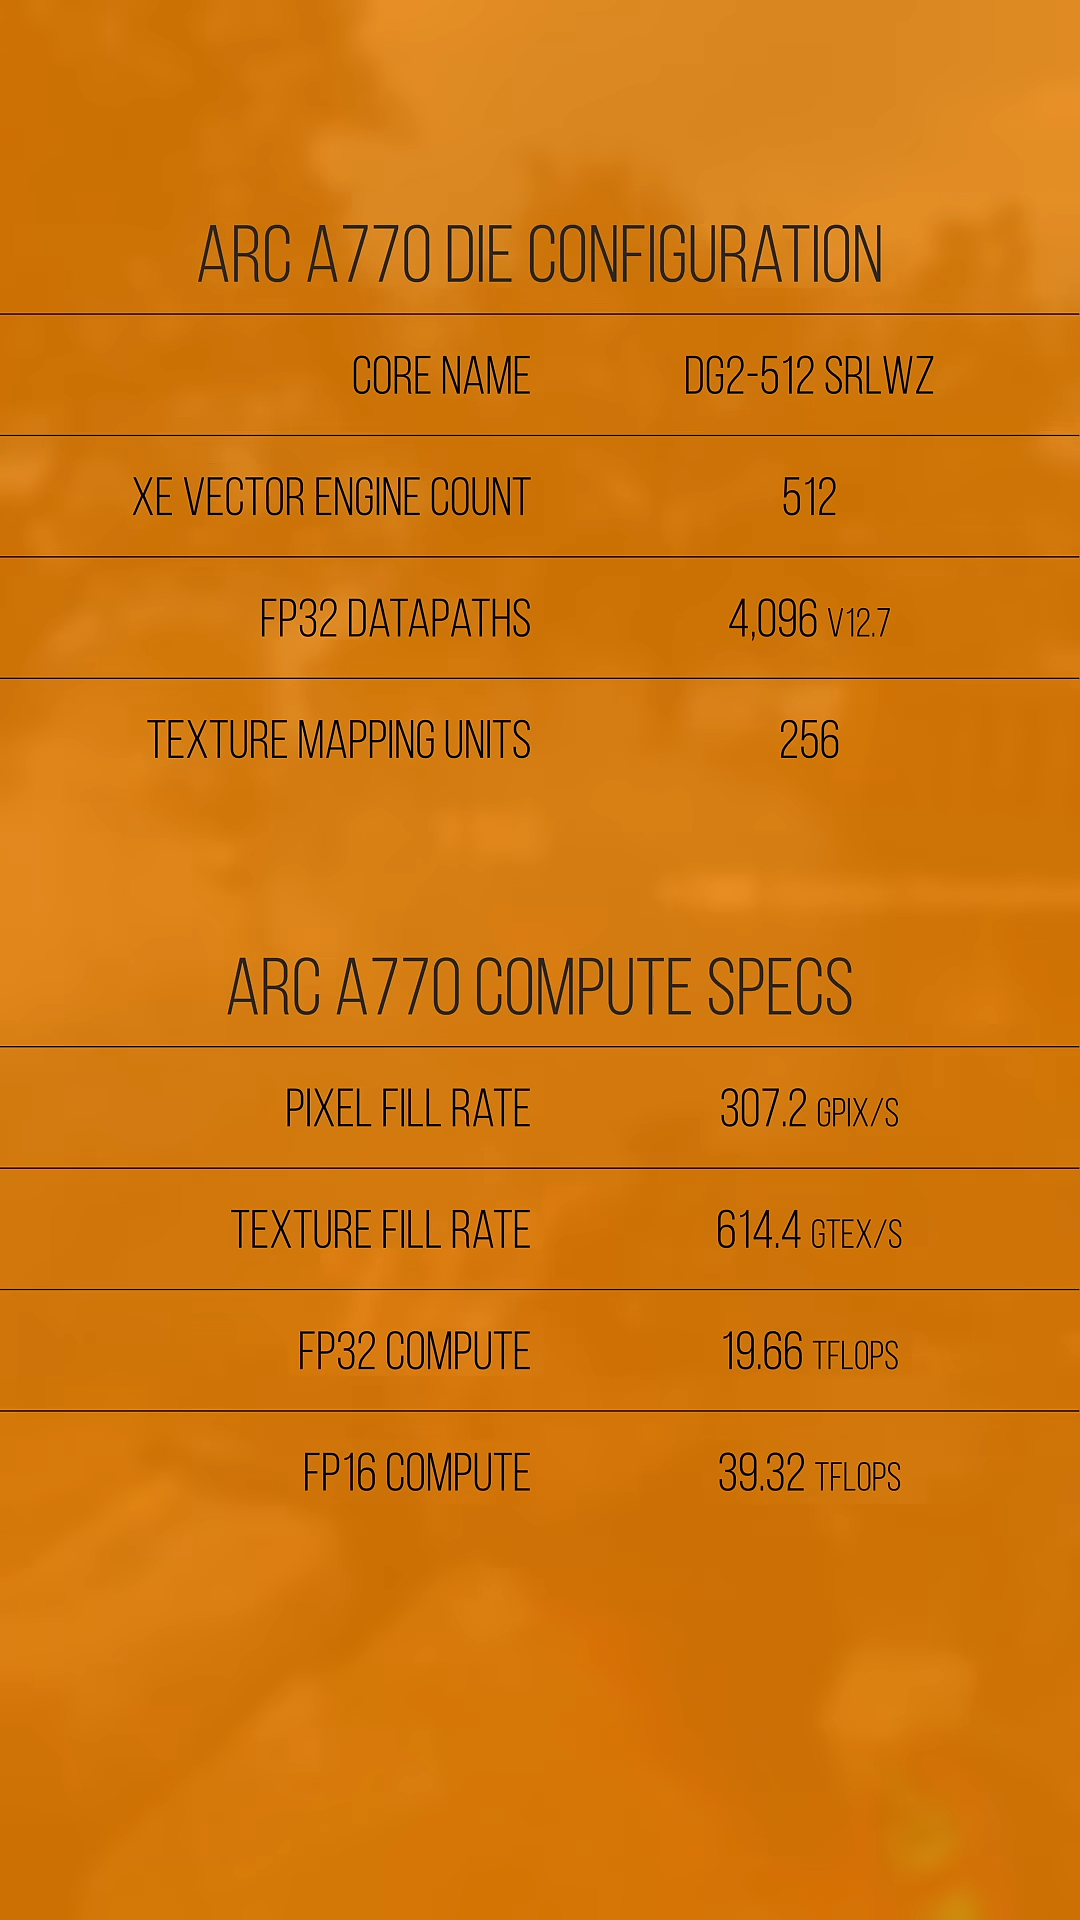 ARC A770 DIE CONFIGURATION
CORE NAME DG2-512 SRLWZ
XE VECTOR ENGINE COUNT 512
FP32 DATAPATHS 4,096 V12.7
TEXTURE MAPPING UNITS 256
ARC A770 COMPUTE SPECS
PIXEL FILL RATE 307.2 GPIX/S
TEXTURE FILL RATE 614.4 GTEX/S
FP32 COMPUTE 19.66 TFLOPS
FP16 COMPUTE 39.32 TFLOPS